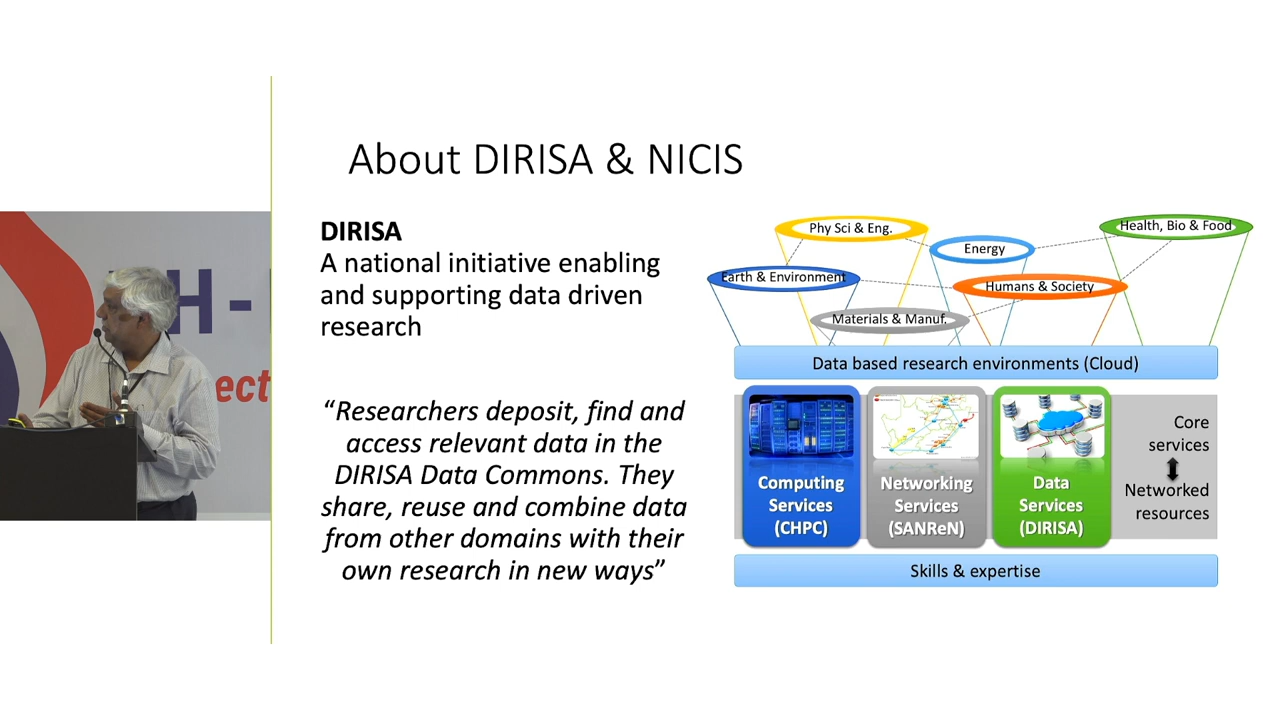 About DIRISA & NICIS
DIRISA
A national initiative enabling
and supporting data driven
research
“Researchers deposit, find and
access relevant data in the
DIRISA Data Commons. They
share, reuse and combine data
from other domains with their
own research in new ways”
Phy Sci & Eng.
Health, Bio & Food
Energy
Earth & Environment
Humans & Society
Materials & Manuf.
Data based research environments (Cloud)
Computing
Services
(CHPC)
Networking
Services
(SANReN)
Data
Services
(DIRISA)
Core
services
Networked
resources
Skills & expertise
H-
ect